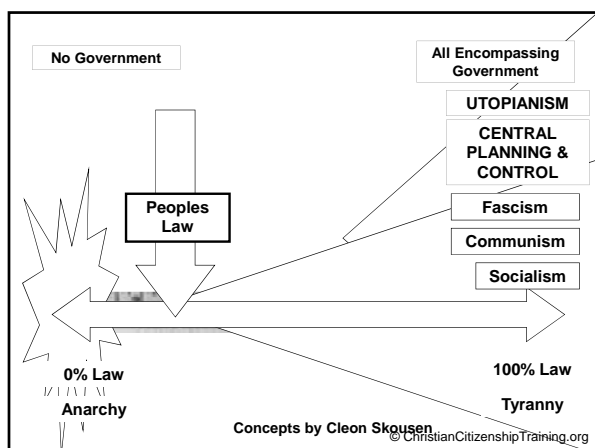 No Government
All Encompassing
Government
UTOPIANISM
CENTRAL
PLANNING &
CONTROL
Peoples
Law
Fascism
Communism
Socialism
0% Law
Anarchy
100% Law
Tyranny
Concepts by Cleon Skousen
© ChristianCitizenshipTraining.org